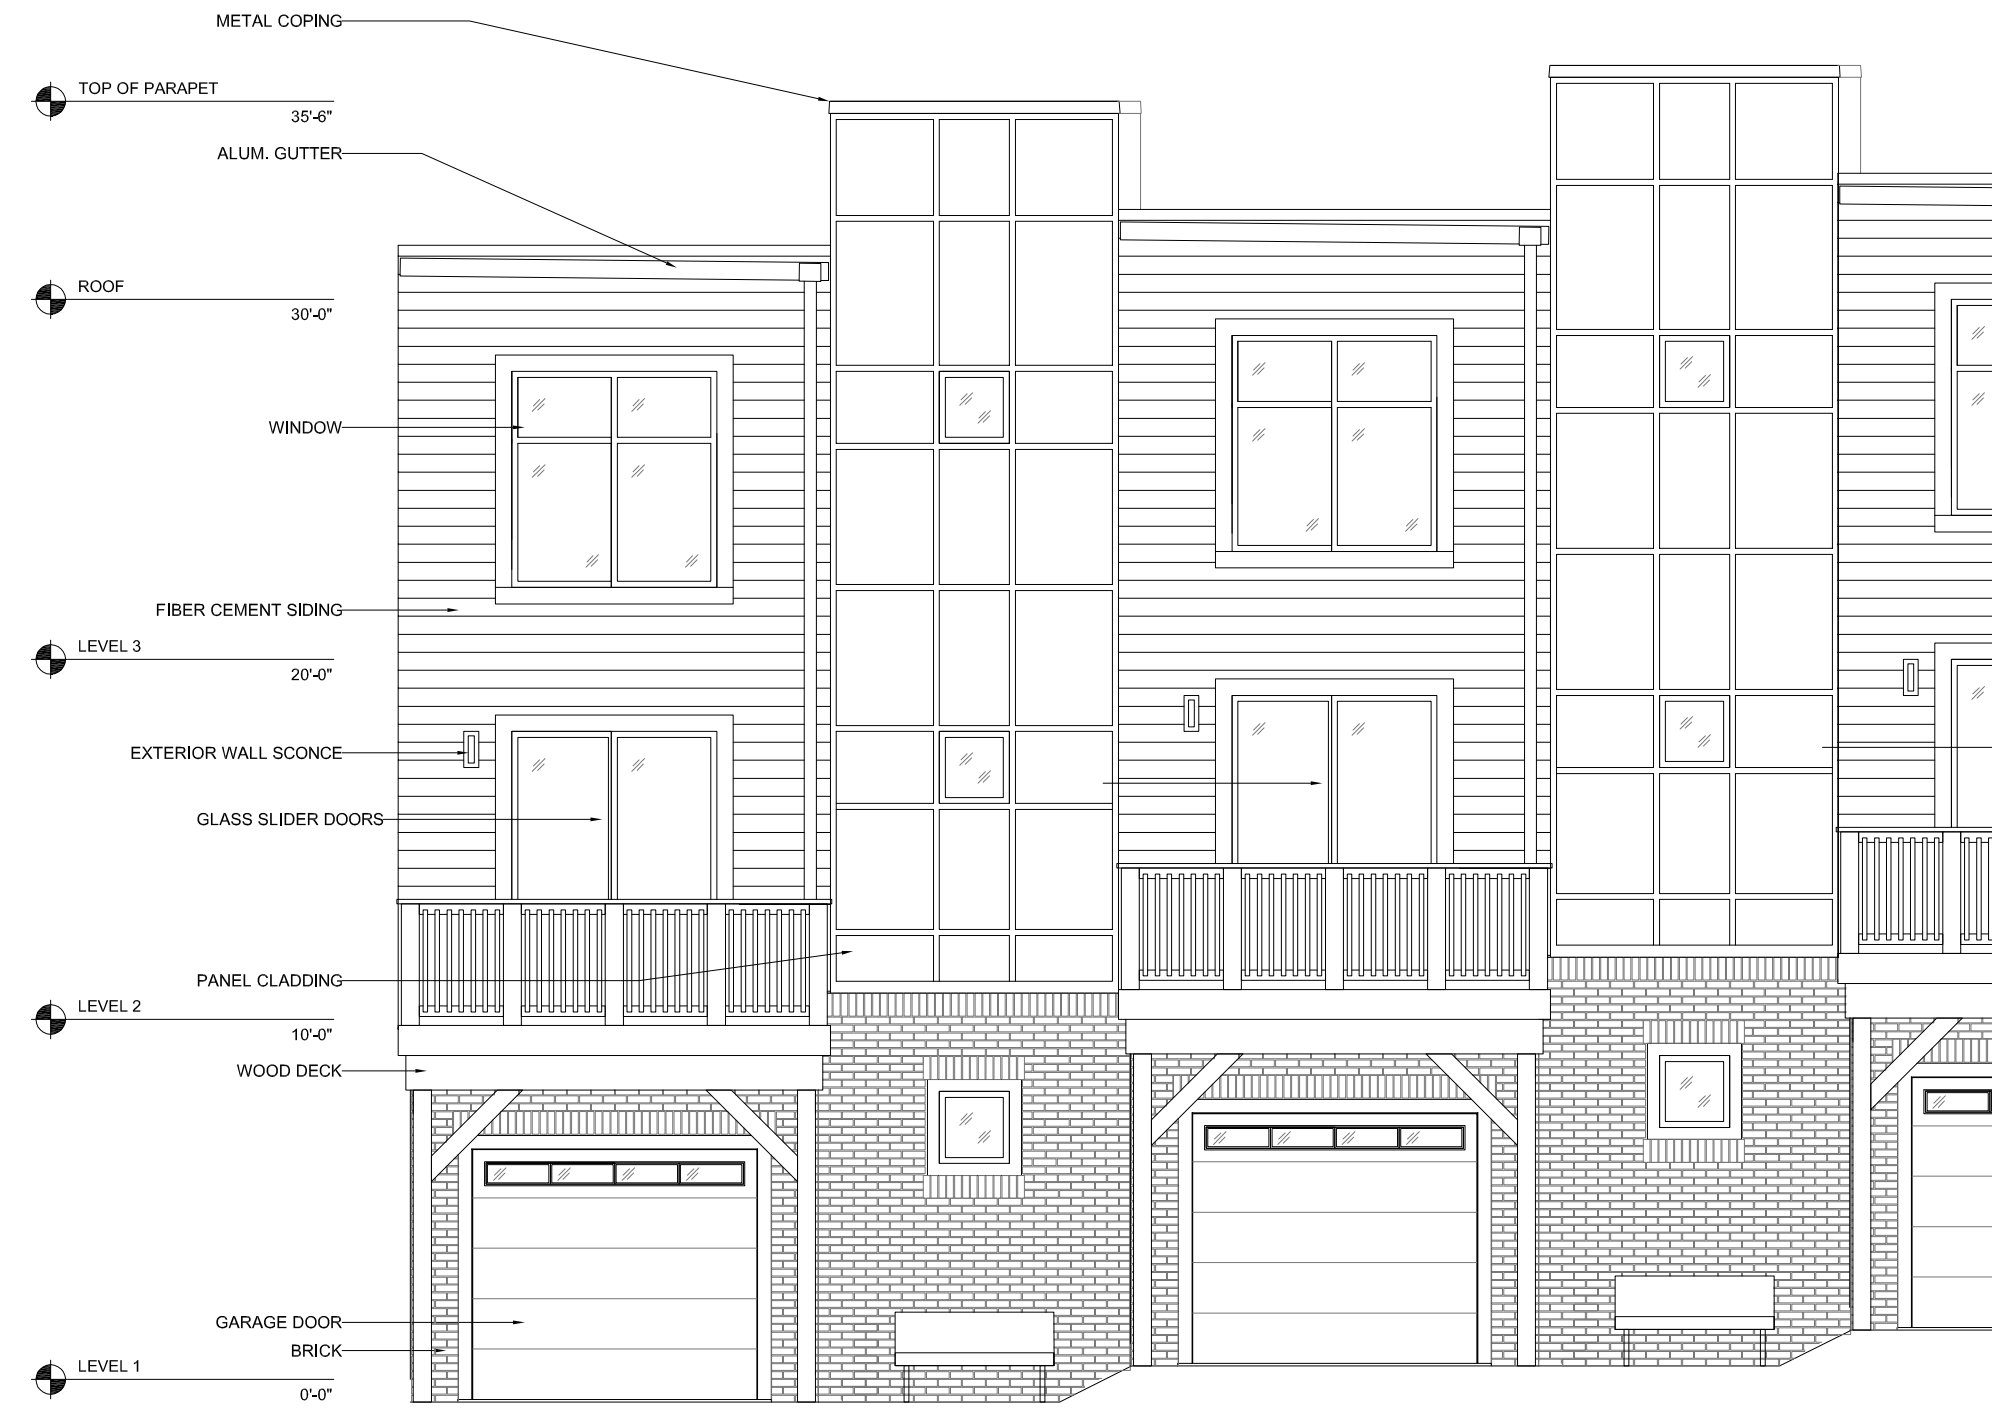 METAL COPING
TOP OF PARAPET
35'-6"
ALUM. GUTTER
ROOF
30'-0"
WINDOW
FIBER CEMENT SIDING
LEVEL 3
20'-0"
EXTERIOR WALL SCONCE
GLASS SLIDER DOORS
PANEL CLADDING
LEVEL 2
10'-0"
WOOD DECK
GARAGE DOOR
BRICK
LEVEL 1
0'-0"